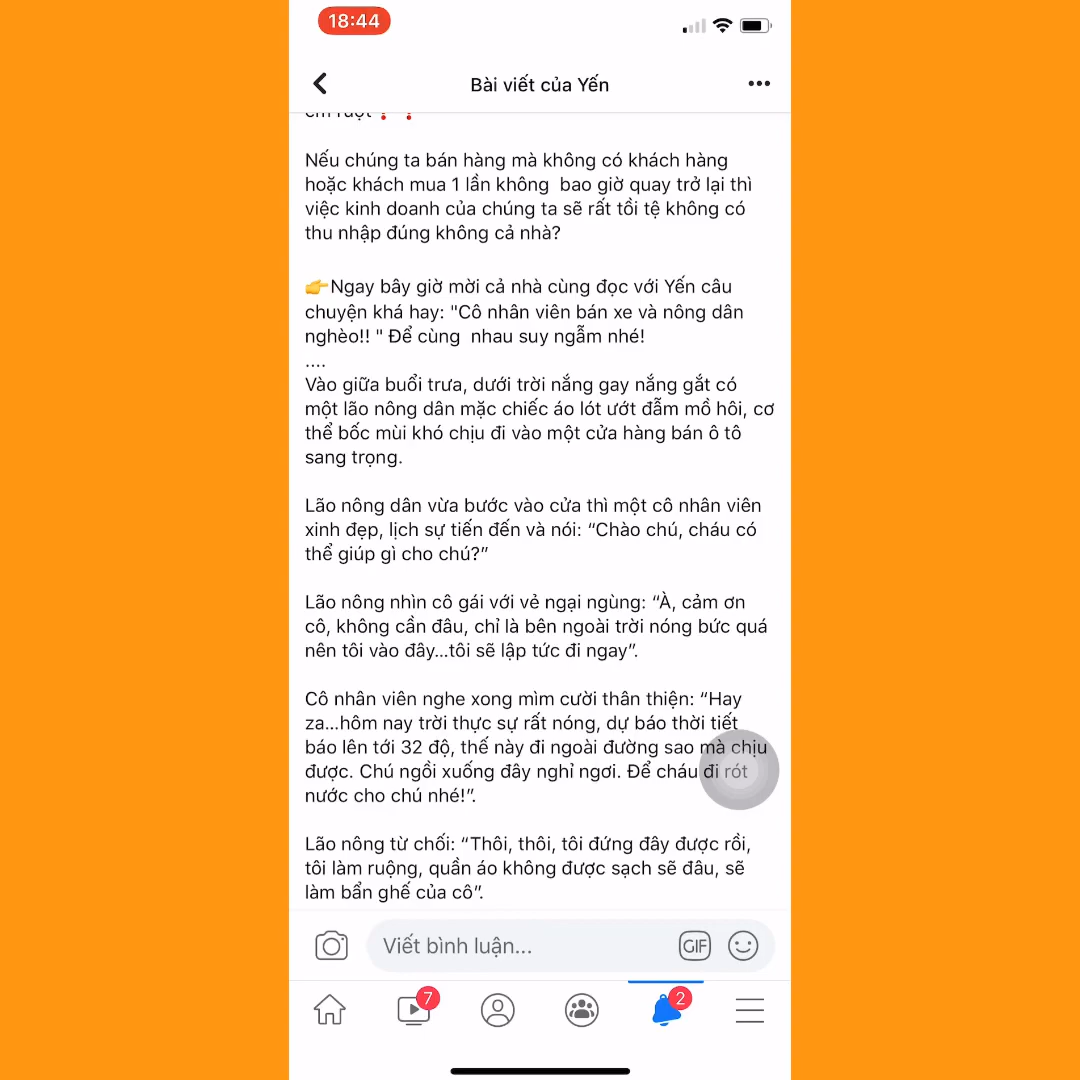 18:44
Bài viết của Yến
em ruột❓❓
Nếu chúng ta bán hàng mà không có khách hàng
hoặc khách mua 1 lần không bao giờ quay trở lại thì
việc kinh doanh của chúng ta sẽ rất tồi tệ không có
thu nhập đúng không cả nhà?
👉Ngay bây giờ mời cả nhà cùng đọc với Yến câu
chuyện khá hay: "Cô nhân viên bán xe và nông dân
nghèo!! " Để cùng nhau suy ngẫm nhé!
....
Vào giữa buổi trưa, dưới trời nắng gay nắng gắt có
một lão nông dân mặc chiếc áo lót ướt đẫm mồ hôi, cơ
thể bốc mùi khó chịu đi vào một cửa hàng bán ô tô
sang trọng.
Lão nông dân vừa bước vào cửa thì một cô nhân viên
xinh đẹp, lịch sự tiến đến và nói: “Chào chú, cháu có
thể giúp gì cho chú?”
Lão nông nhìn cô gái với vẻ ngại ngùng: “À, cảm ơn
cô, không cần đâu, chỉ là bên ngoài trời nóng bức quá
nên tôi vào đây...tôi sẽ lập tức đi ngay”.
Cô nhân viên nghe xong mìm cười thân thiện: “Hay
za...hôm nay trời thực sự rất nóng, dự báo thời tiết
báo lên tới 32 độ, thế này đi ngoài đường sao mà chịu
được. Chú ngồi xuống đây nghỉ ngơi. Để cháu đi rót
nước cho chú nhé!”.
Lão nông từ chối: “Thôi, thôi, tôi đứng đây được rồi,
tôi làm ruộng, quần áo không được sạch sẽ đâu, sẽ
làm bẩn ghế của cô”.
Viết bình luận...
GIF
7
2